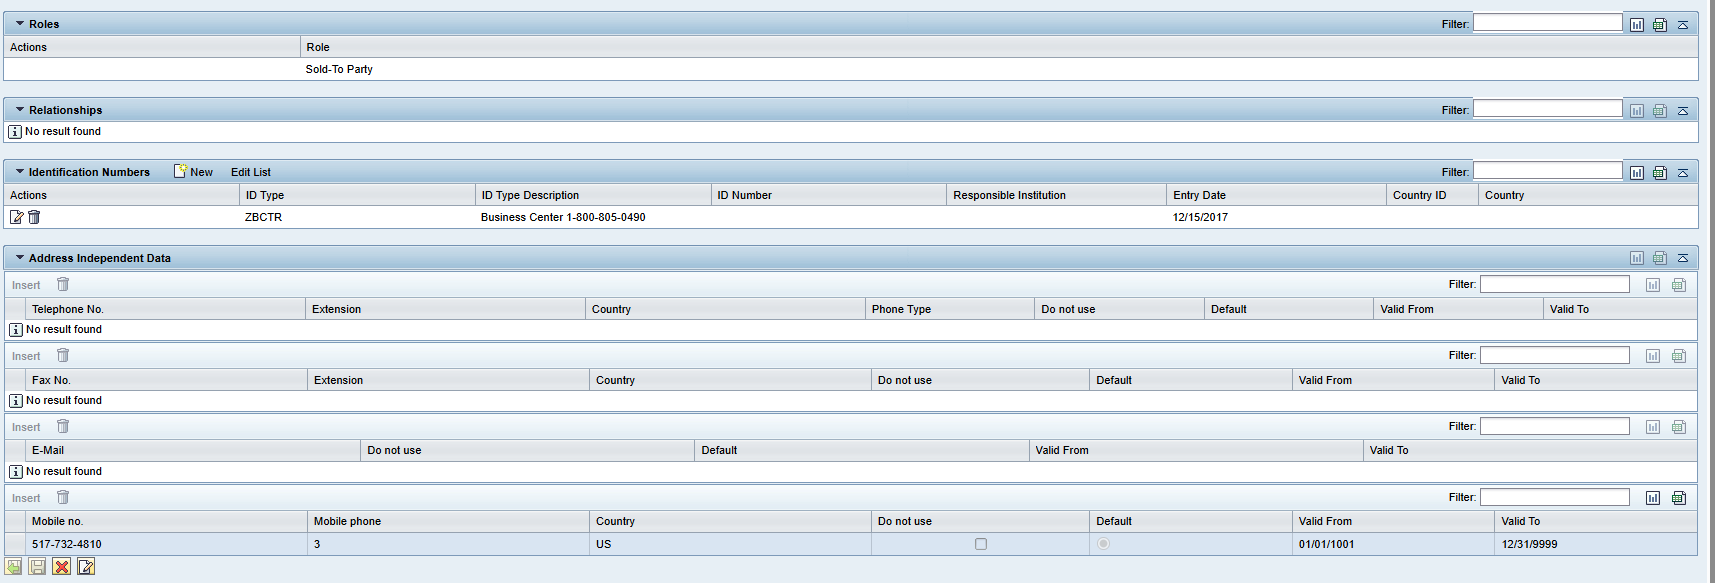 Roles Filter:
Actions Role
Sold-To Party
Relationships Filter:
No result found
Identification Numbers New Edit List Filter:
Actions ID Type ID Type Description ID Number Responsible Institution Entry Date Country ID Country
ZBCTR Business Center 1-800-805-0490 12/15/2017
Address Independent Data
Insert Filter:
Telephone No. Extension Country Phone Type Do not use Default Valid From Valid To
No result found
Insert Filter:
Fax No. Extension Country Do not use Default Valid From Valid To
No result found
Insert Filter:
E-Mail Do not use Default Valid From Valid To
No result found
Insert Filter:
Mobile no. Mobile phone Country Do not use Default Valid From Valid To
517-732-4810 3 US 01/01/1001 12/31/9999